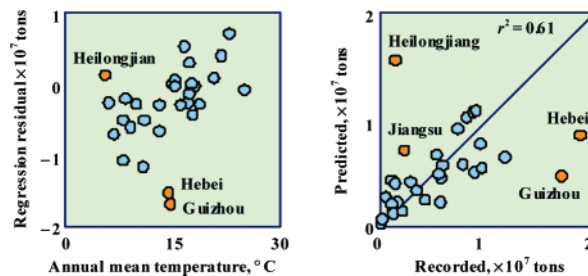 Regression residual×10⁷ tons
1
0
−1
−2
Heilongjian
Hebei
Guizhou
0
15
30
Annual mean temperature, °C
Predicted, ×10⁷ tons
2
1
0
r² = 0.61
Heilongjiang
Jiangsu
Hebei
Guizhou
0
1
2
Recorded, ×10⁷ tons